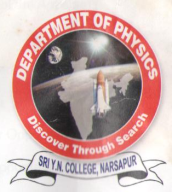 DEPARTMENT OF PHYSICS
Discover Through Search
SRI Y.N. COLLEGE, NARSAPUR